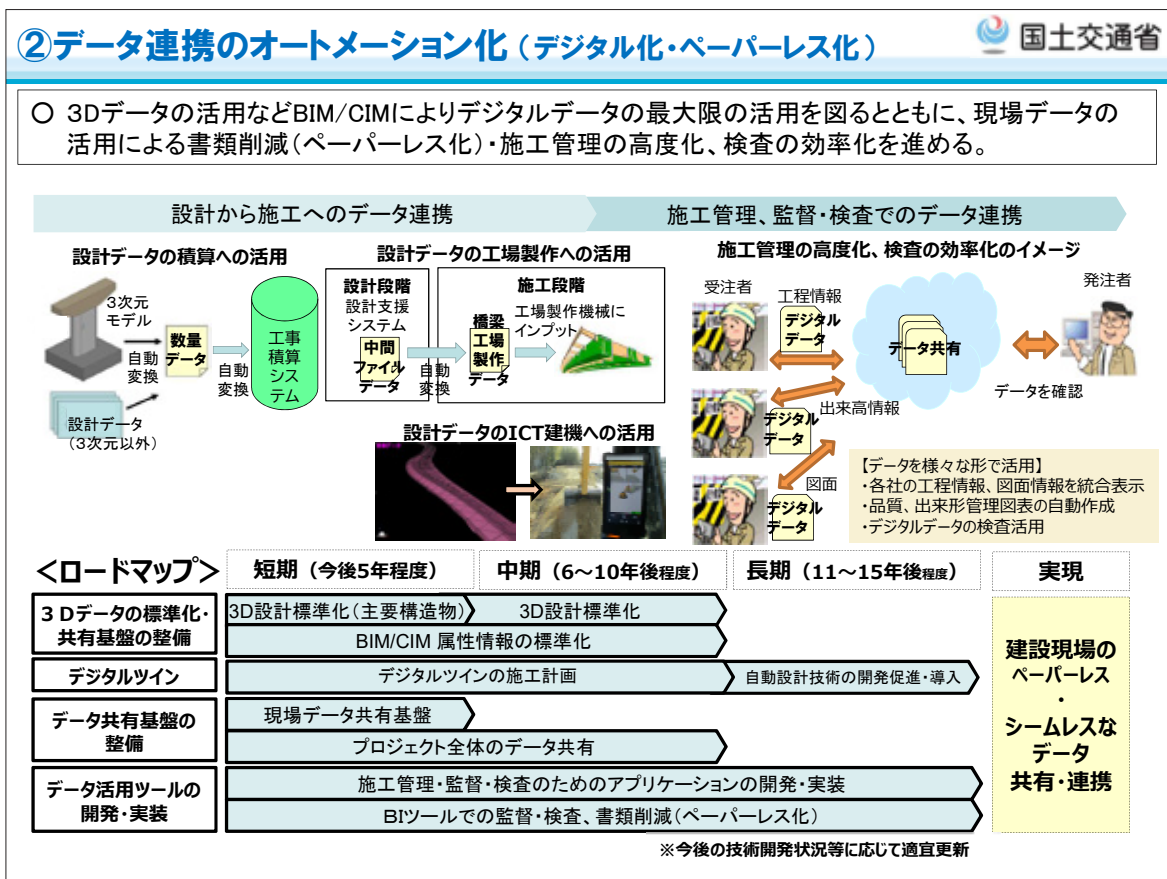 ②データ連携のオートメーション化（デジタル化・ペーパーレス化）
国土交通省
○ 3Dデータの活用などBIM/CIMによりデジタルデータの最大限の活用を図るとともに、現場データの
活用による書類削減（ペーパーレス化）・施工管理の高度化、検査の効率化を進める。
設計から施工へのデータ連携
施工管理、監督・検査でのデータ連携
設計データの積算への活用
3次元
モデル
自動
変換
数量
データ
自動
変換
工事
積算
シス
テム
設計データ
（3次元以外）
設計データの工場製作への活用
設計段階
設計支援
システム
中間
ファイル
データ
自動
変換
施工段階
橋梁
工場
製作
データ
工場製作機械に
インプット
設計データのICT建機への活用
施工管理の高度化、検査の効率化のイメージ
受注者
工程情報
デジタル
データ
データ共有
発注者
データを確認
出来高情報
デジタル
データ
図面
デジタル
データ
【データを様々な形で活用】
・各社の工程情報、図面情報を統合表示
・品質、出来形管理図表の自動作成
・デジタルデータの検査活用
＜ロードマップ＞
短期（今後5年程度）
中期（6～10年後程度）
長期（11～15年後程度）
実現
3Dデータの標準化・
共有基盤の整備
3D設計標準化（主要構造物）
3D設計標準化
BIM/CIM 属性情報の標準化
デジタルツイン
デジタルツインの施工計画
自動設計技術の開発促進・導入
データ共有基盤の
整備
現場データ共有基盤
プロジェクト全体のデータ共有
データ活用ツールの
開発・実装
施工管理・監督・検査のためのアプリケーションの開発・実装
BIツールでの監督・検査、書類削減（ペーパーレス化）
建設現場の
ペーパーレス
・
シームレスな
データ
共有・連携
※今後の技術開発状況等に応じて適宜更新